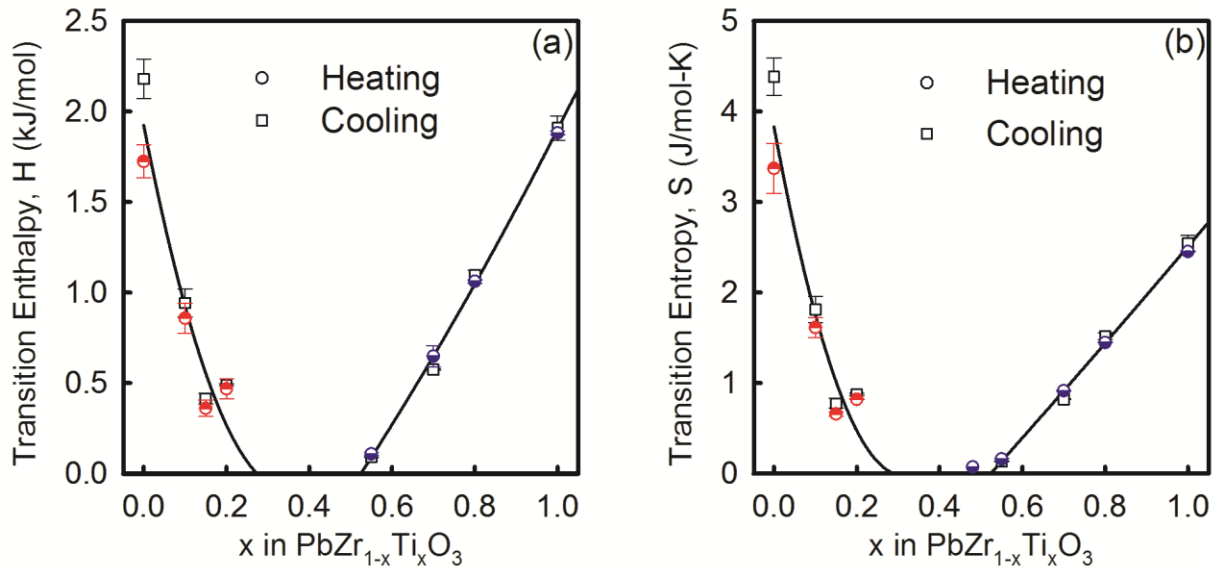 (a)
Heating
Cooling
Transition Enthalpy, H (kJ/mol)
2.5
2.0
1.5
1.0
0.5
0.0
0.0 0.2 0.4 0.6 0.8 1.0
x in PbZr₁₋ₓTiₓO₃
(b)
Heating
Cooling
Transition Entropy, S (J/mol-K)
5
4
3
2
1
0
0.0 0.2 0.4 0.6 0.8 1.0
x in PbZr₁₋ₓTiₓO₃